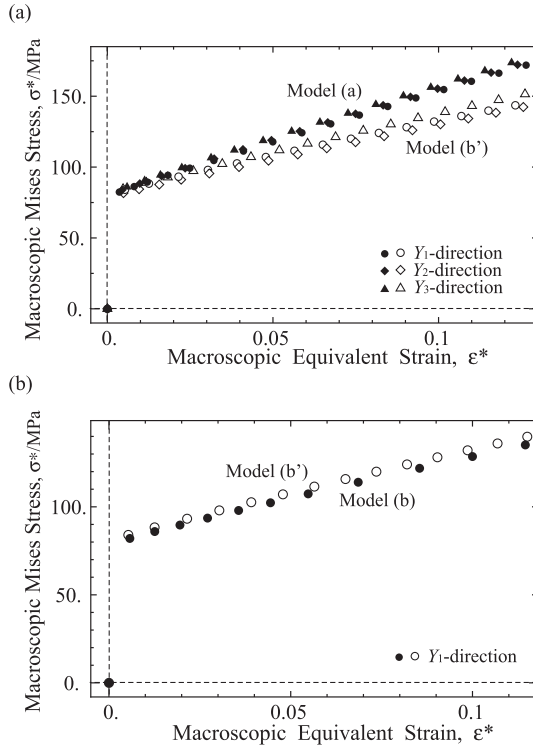 (a)
Macroscopic Mises Stress, σ*/MPa
150.
100.
50.
0.
Model (a)
Model (b’)
Y1-direction
Y2-direction
Y3-direction
0.
0.05
0.1
Macroscopic Equivalent Strain, ε*
(b)
Macroscopic Mises Stress, σ*/MPa
100.
50.
0.
Model (b’)
Model (b)
Y1-direction
0.
0.05
0.1
Macroscopic Equivalent Strain, ε*